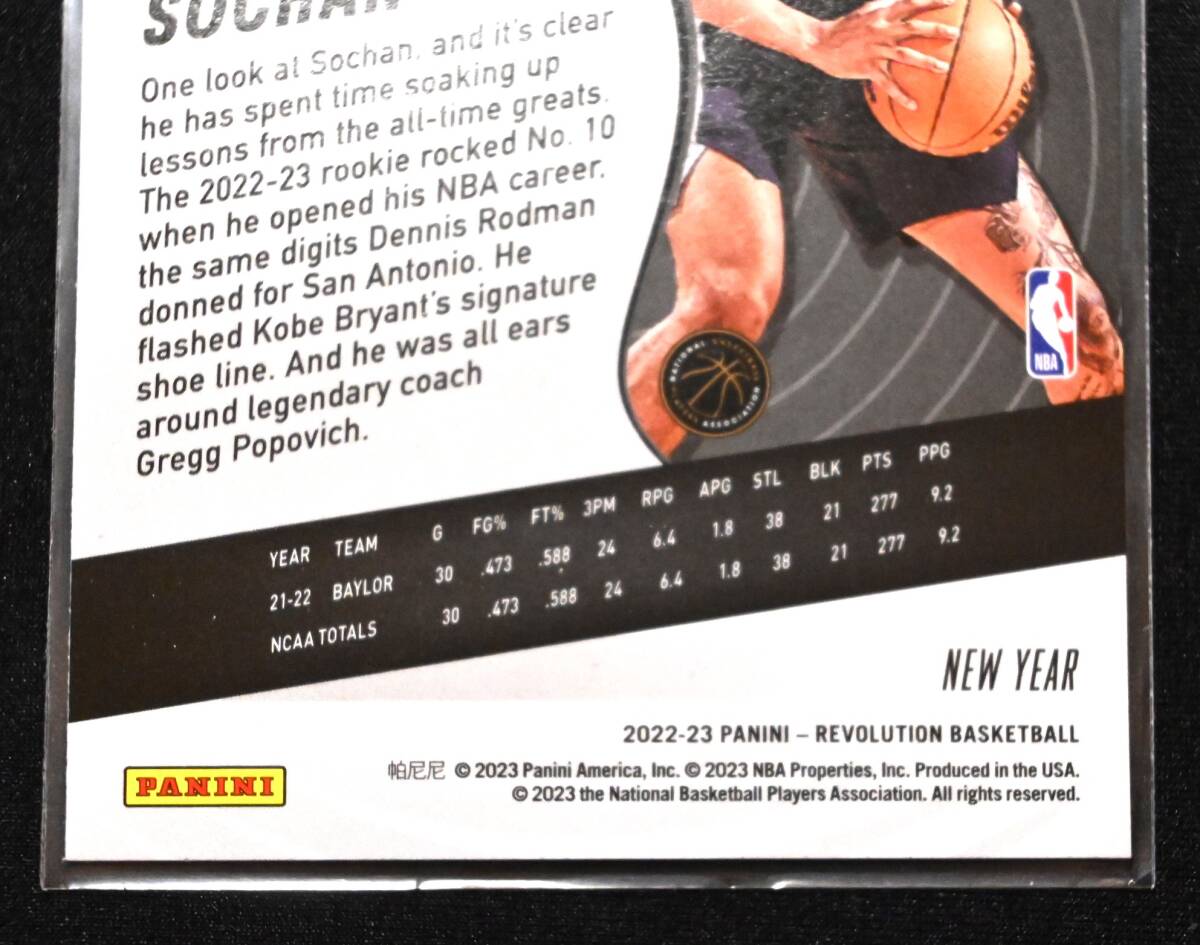 SOCHAN
One look at Sochan, and it's clear
he has spent time soaking up
lessons from the all-time greats.
The 2022-23 rookie rocked No. 10
when he opened his NBA career.
the same digits Dennis Rodman
donned for San Antonio. He
flashed Kobe Bryant's signature
shoe line. And he was all ears
around legendary coach
Gregg Popovich.
NATIONAL BASKETBALL
PLAYERS ASSOCIATION
NBA
YEAR TEAM G FG% FT% 3PM RPG APG STL BLK PTS PPG
21-22 BAYLOR 30 .473 .588 24 6.4 1.8 38 21 277 9.2
NCAA TOTALS 30 .473 .588 24 6.4 1.8 38 21 277 9.2
NEW YEAR
2022-23 PANINI – REVOLUTION BASKETBALL
PANINI
帕尼尼 © 2023 Panini America, Inc. © 2023 NBA Properties, Inc. Produced in the USA.
© 2023 the National Basketball Players Association. All rights reserved.